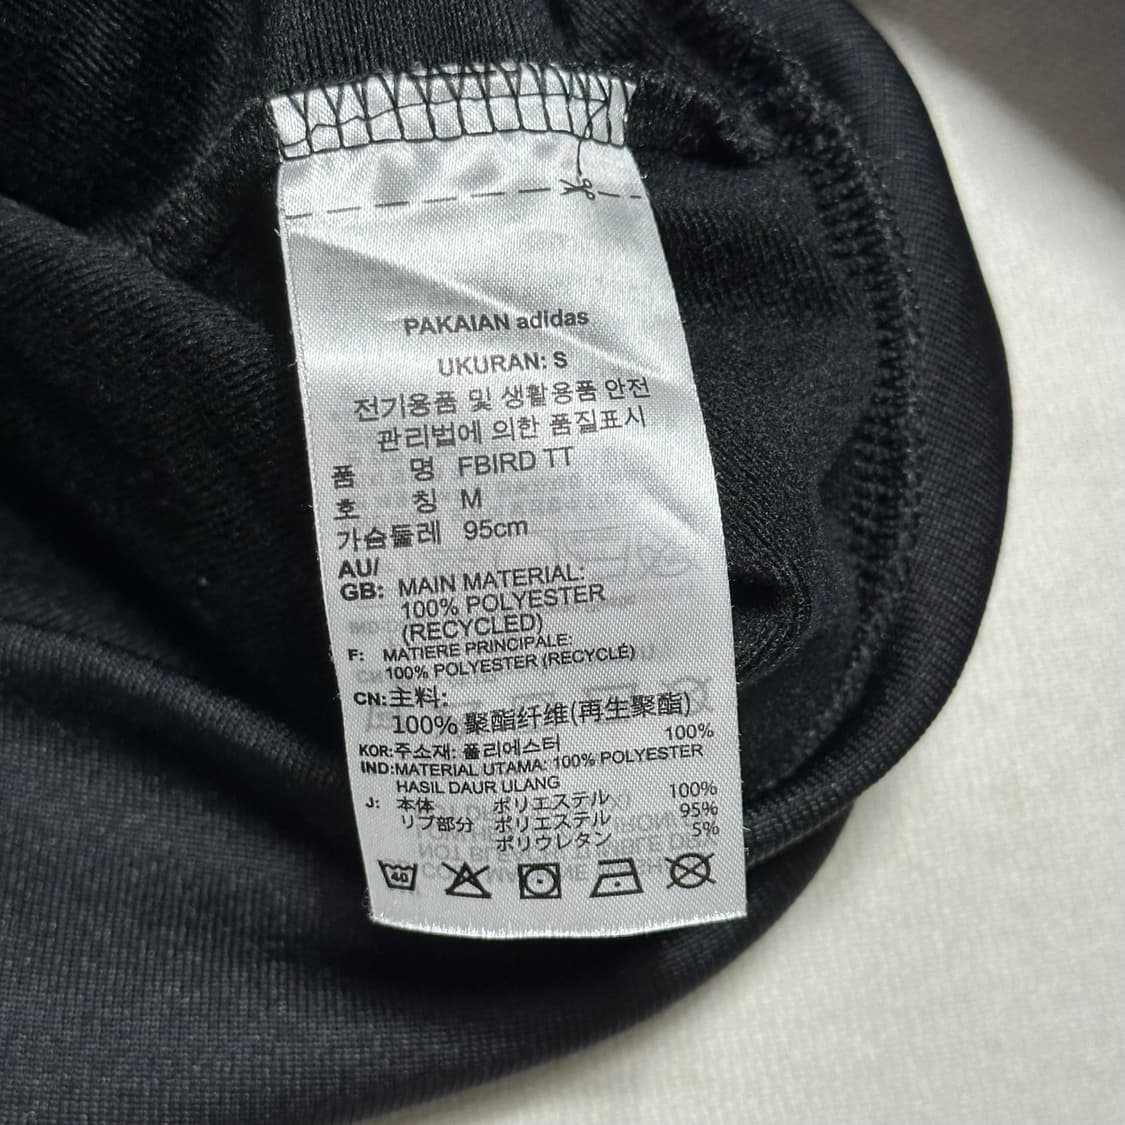 PAKAIAN adidas
UKURAN: S
전기용품 및 생활용품 안전
관리법에 의한 품질표시
품 명 FBIRD TT
호 칭 M
가슴둘레 95cm
AU/
GB: MAIN MATERIAL:
100% POLYESTER
(RECYCLED)
F: MATIERE PRINCIPALE:
100% POLYESTER (RECYCLÉ)
CN:主料:
100% 聚酯纤维(再生聚酯)
KOR:주소재: 폴리에스터 100%
IND:MATERIAL UTAMA: 100% POLYESTER
HASIL DAUR ULANG
J: 本体 ポリエステル 100%
リブ部分 ポリエステル 95%
ポリウレタン 5%
40